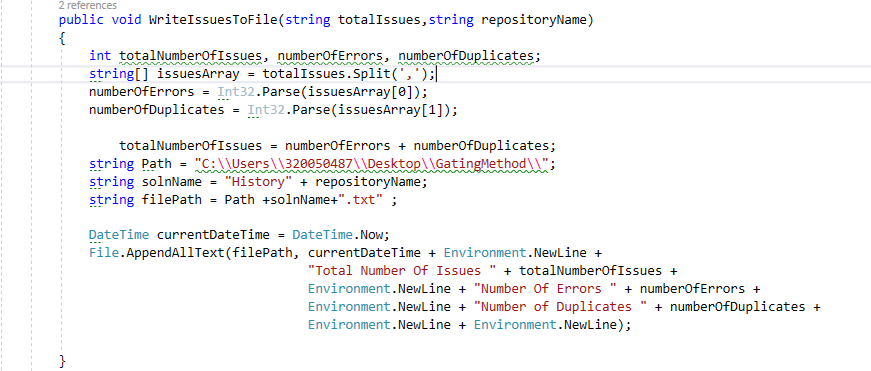 2 references
public void WriteIssuesToFile(string totalIssues,string repositoryName)
{
int totalNumberOfIssues, numberOfErrors, numberOfDuplicates;
string[] issuesArray = totalIssues.Split(',');
numberOfErrors = Int32.Parse(issuesArray[0]);
numberOfDuplicates = Int32.Parse(issuesArray[1]);
totalNumberOfIssues = numberOfErrors + numberOfDuplicates;
string Path = "C:\\Users\\320050487\\Desktop\\GatingMethod\\";
string solnName = "History" + repositoryName;
string filePath = Path +solnName+".txt" ;
DateTime currentDateTime = DateTime.Now;
File.AppendAllText(filePath, currentDateTime + Environment.NewLine +
"Total Number Of Issues " + totalNumberOfIssues +
Environment.NewLine + "Number Of Errors " + numberOfErrors +
Environment.NewLine + "Number of Duplicates " + numberOfDuplicates +
Environment.NewLine + Environment.NewLine);
}